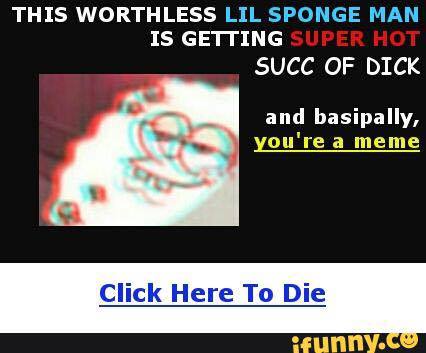 THIS WORTHLESS LIL SPONGE MAN
IS GETTING SUPER HOT
SUCC OF DICK
and basipally,
you're a meme
Click Here To Die
ifunny.co